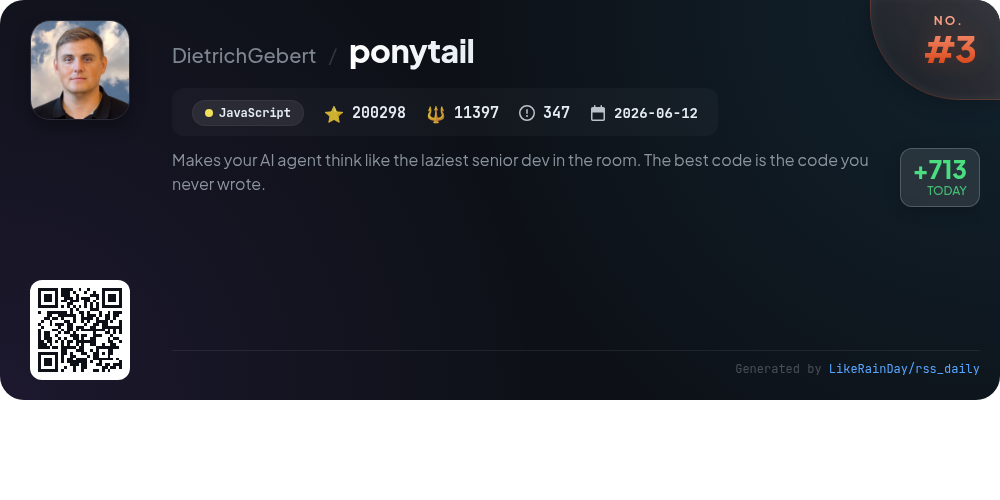 NO.
#3
DietrichGebert / ponytail
JavaScript 200298 11397 347 2026-06-12
Makes your AI agent think like the laziest senior dev in the room. The best code is the code you
never wrote.
+713
TODAY
Generated by LikeRainDay/rss_daily